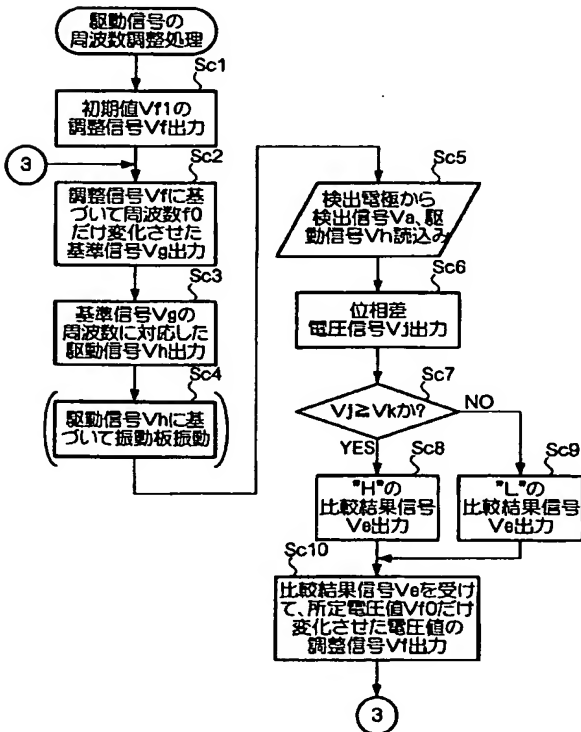 駆動信号の
周波数調整処理
Sc1
初期値Vf1の
調整信号Vf出力
3
Sc2
調整信号Vfに基
づいて周波数f0
だけ変化させた
基準信号Vg出力
Sc3
基準信号Vgの
周波数に対応した
駆動信号Vh出力
Sc4
駆動信号Vhに基
づいて振動板振動
Sc5
検出電極から
検出信号Va、駆
動信号Vh読込み
Sc6
位相差
電圧信号Vj出力
Sc7
Vj≧Vkか?
NO
YES
Sc8
"H"の
比較結果信号
Ve出力
Sc9
"L"の
比較結果信号
Ve出力
Sc10
比較結果信号Veを受け
て、所定電圧値Vf0だけ
変化させた電圧値の
調整信号Vf出力
3